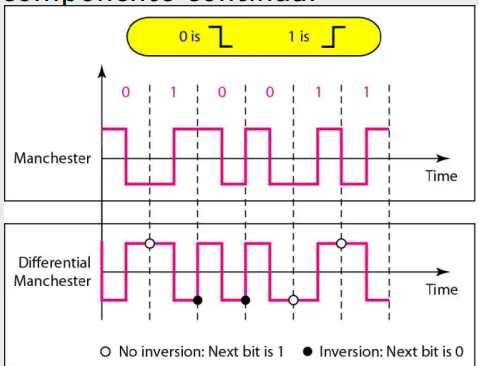 componente continua.
0 is 1 is
0 1 0 0 1 1
Manchester
Time
Differential
Manchester
Time
No inversion: Next bit is 1 Inversion: Next bit is 0